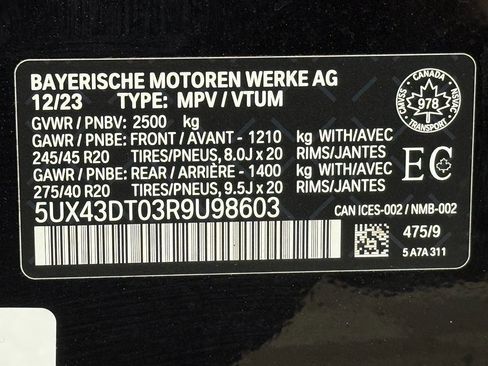 BAYERISCHE MOTOREN WERKE AG
12/23 TYPE: MPV / VTUM
GVWR / PNBV: 2500 kg
GAWR / PNBE: FRONT / AVANT - 1210 kg WITH/AVEC
245/45 R20 TIRES/PNEUS, 8.0J x 20 RIMS/JANTES
GAWR / PNBE: REAR / ARRIÈRE - 1400 kg WITH/AVEC
275/40 R20 TIRES/PNEUS, 9.5J x 20 RIMS/JANTES
CANADA
CMVSS
978
NSVAC
TRANSPORT
EC
5UX43DT03R9U98603
CAN ICES-002 / NMB-002
475/9
5 A7A 311